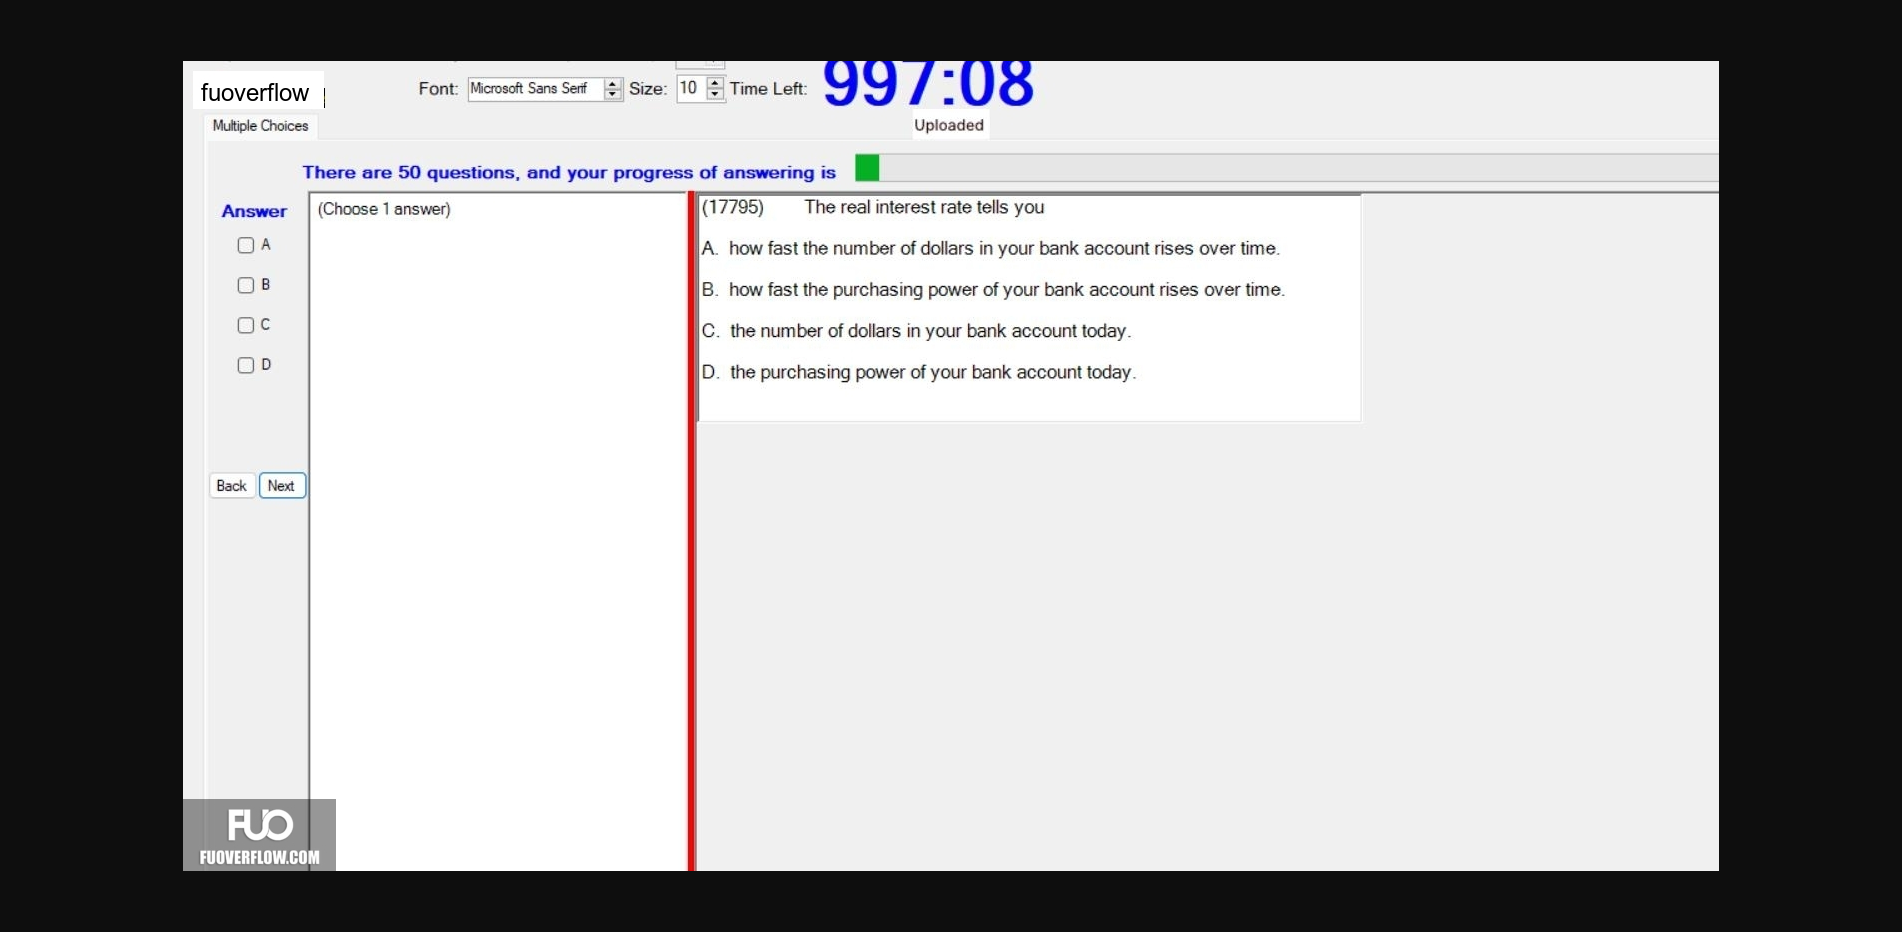 fuoverflow
Font: Microsoft Sans Serif Size: 10 Time Left: 997:08
Multiple Choices
Uploaded
There are 50 questions, and your progress of answering is
Answer
A
B
C
D
Back Next
(Choose 1 answer)
(17795) The real interest rate tells you
A. how fast the number of dollars in your bank account rises over time.
B. how fast the purchasing power of your bank account rises over time.
C. the number of dollars in your bank account today.
D. the purchasing power of your bank account today.
FUO
FUOVERFLOW.COM